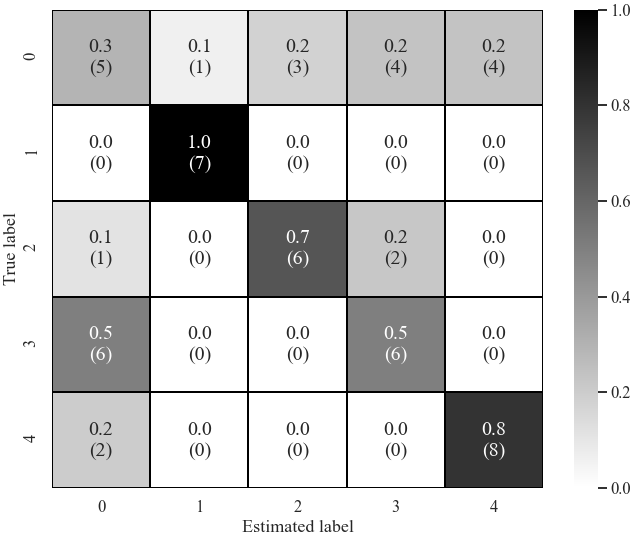 0.3 0.1 0.2 0.2 0.2
(5) (1) (3) (4) (4)
0
0.0 1.0 0.0 0.0 0.0
(0) (7) (0) (0) (0)
1
0.1 0.0 0.7 0.2 0.0
(1) (0) (6) (2) (0)
2
0.5 0.0 0.0 0.5 0.0
(6) (0) (0) (6) (0)
3
0.2 0.0 0.0 0.0 0.8
(2) (0) (0) (0) (8)
4
True label
0 1 2 3 4
Estimated label
1.0
0.8
0.6
0.4
0.2
0.0